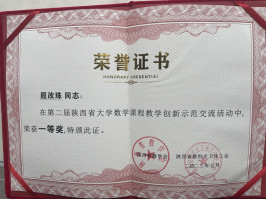 荣誉证书
HONORARY CREDENTIAL
屈改珠 同志:
在第二届陕西省大学数学课程教学创新示范交流活动中,
荣获一等奖,特颁此证。